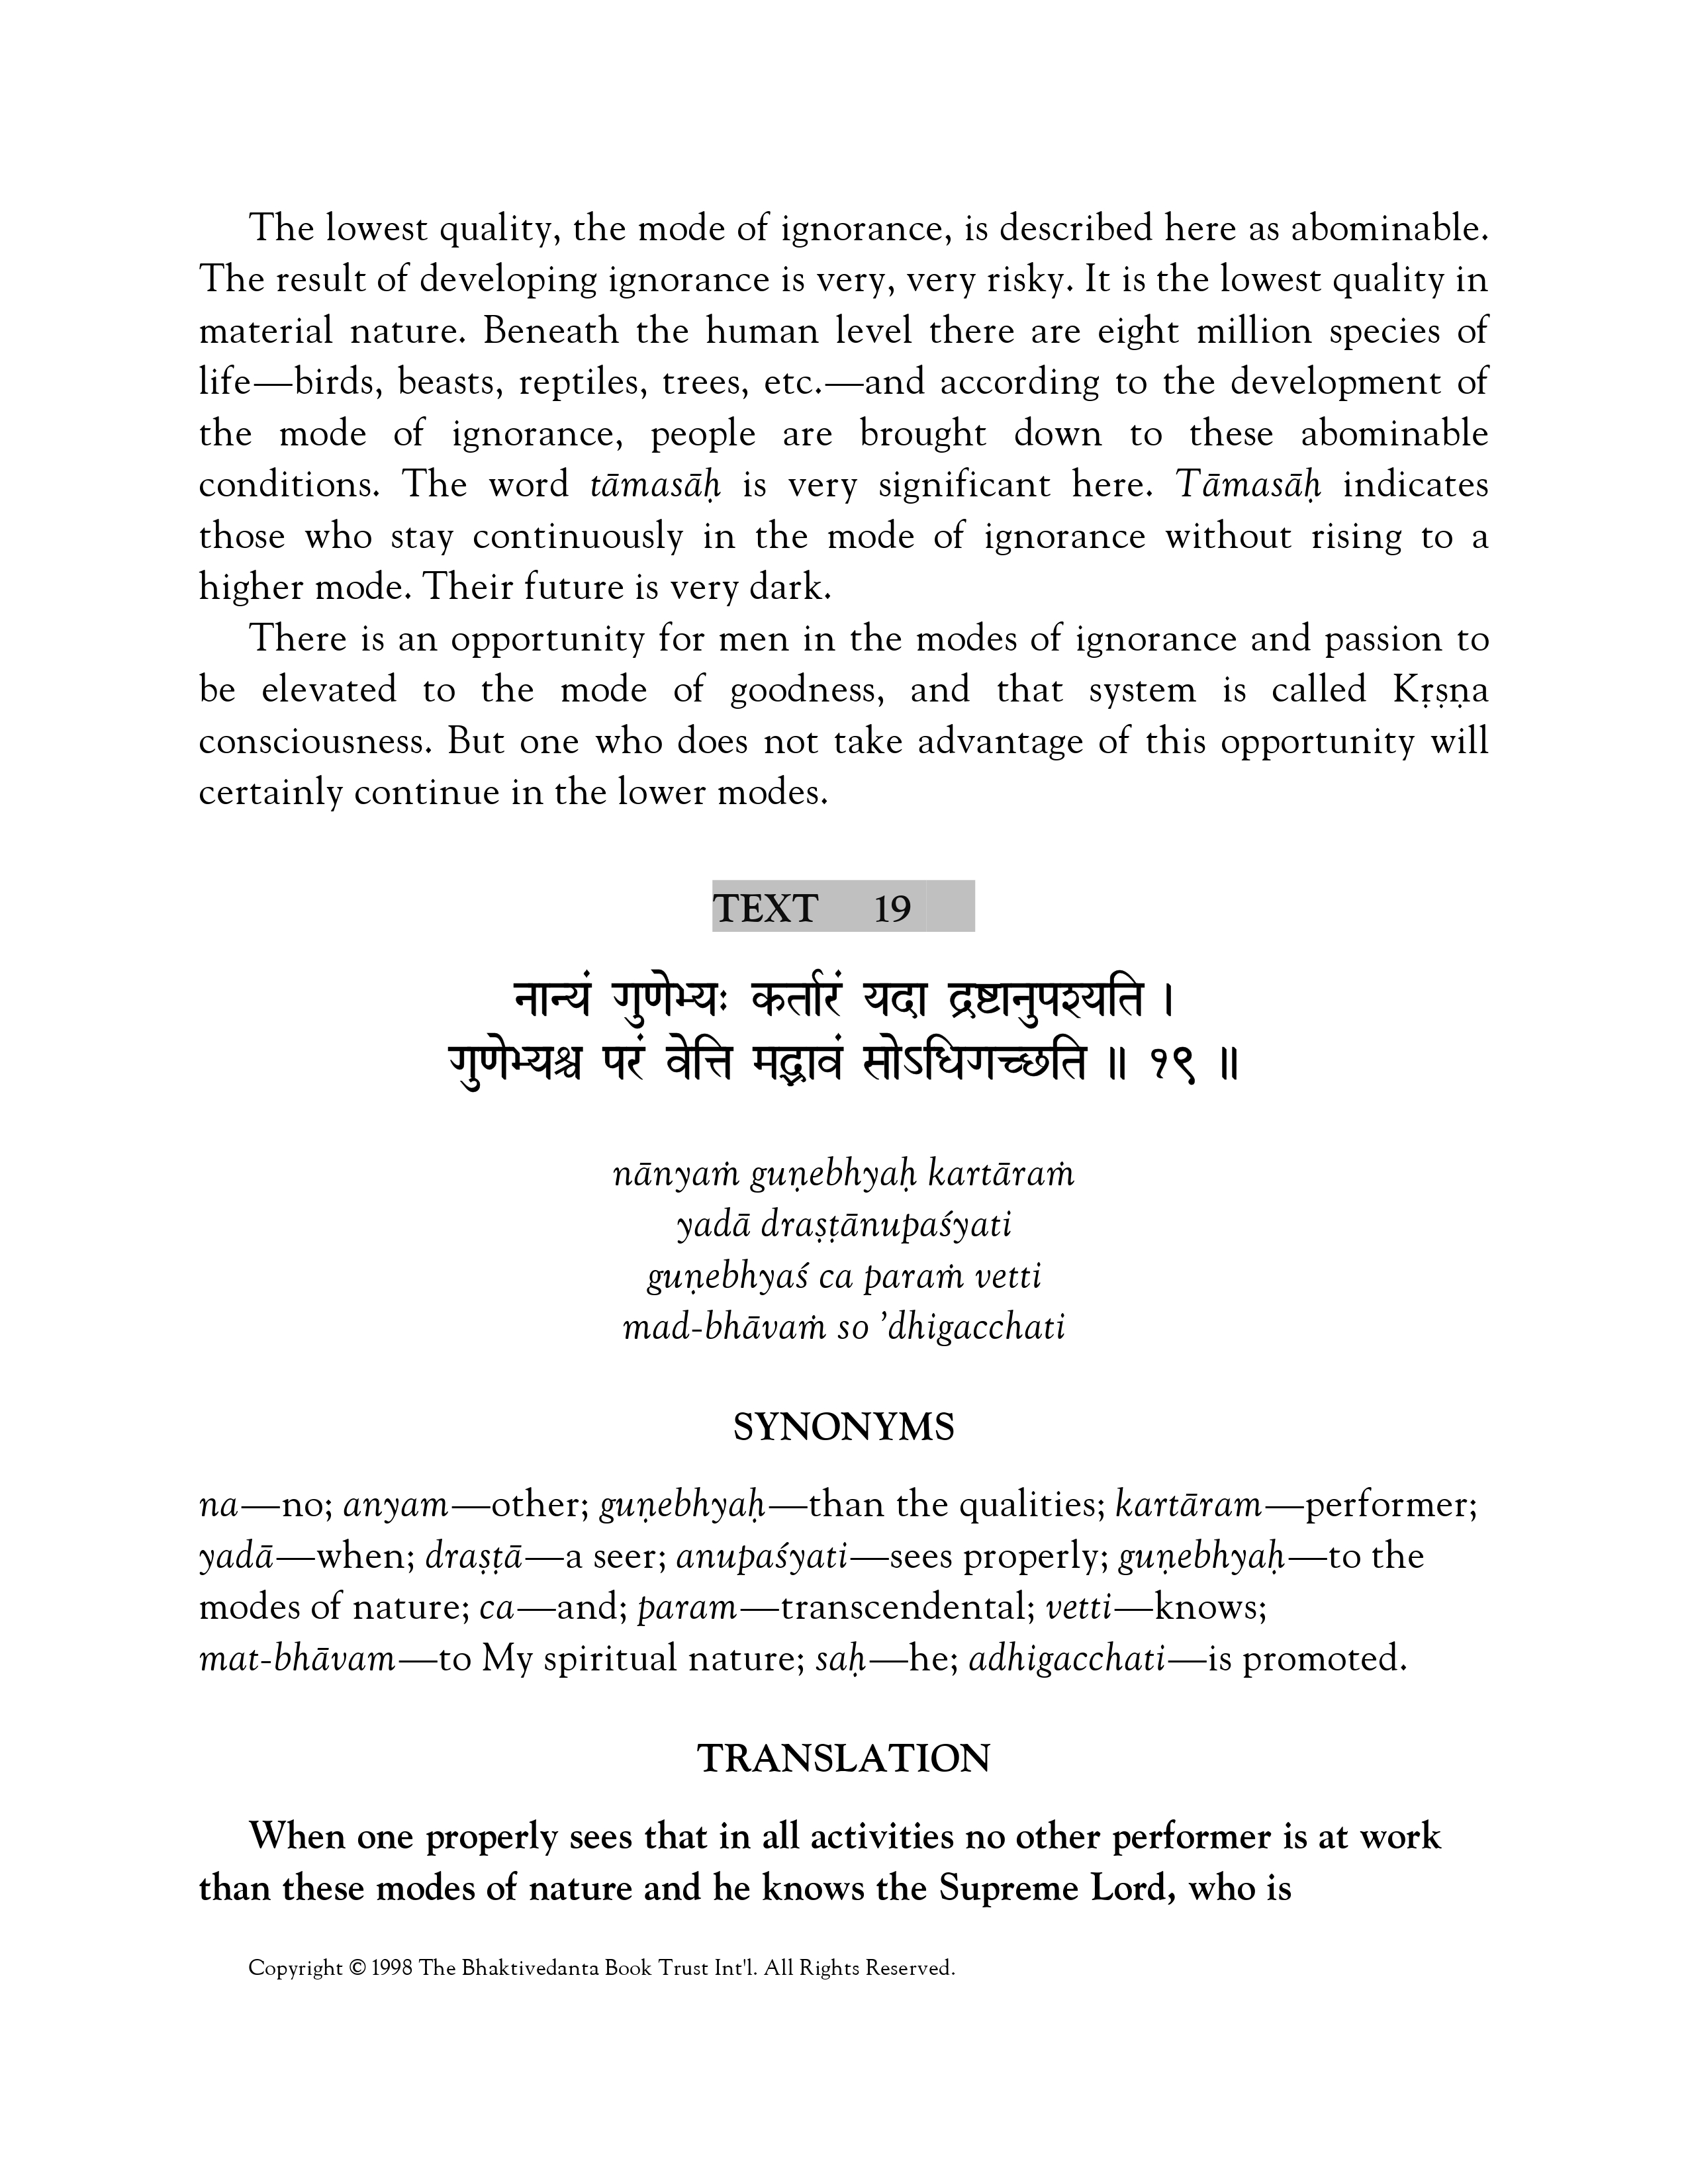 The lowest quality, the mode of ignorance, is described here as abominable.
The result of developing ignorance is very, very risky. It is the lowest quality in
material nature. Beneath the human level there are eight million species of
life—birds, beasts, reptiles, trees, etc.—and according to the development of
the mode of ignorance, people are brought down to these abominable
conditions. The word tāmasāḥ is very significant here. Tāmasāḥ indicates
those who stay continuously in the mode of ignorance without rising to a
higher mode. Their future is very dark.
There is an opportunity for men in the modes of ignorance and passion to
be elevated to the mode of goodness, and that system is called Kṛṣṇa
consciousness. But one who does not take advantage of this opportunity will
certainly continue in the lower modes.
TEXT 19
नान्यं गुणेभ्यः कर्तारं यदा द्रष्टानुपश्यति ।
गुणेभ्यश्च परं वेत्ति मद्भावं सोऽधिगच्छति ॥ १९ ॥
nānyaṁ guṇebhyaḥ kartāraṁ
yadā draṣṭānupaśyati
guṇebhyaś ca paraṁ vetti
mad-bhāvaṁ so ’dhigacchati
SYNONYMS
na—no; anyam—other; guṇebhyaḥ—than the qualities; kartāram—performer;
yadā—when; draṣṭā—a seer; anupaśyati—sees properly; guṇebhyaḥ—to the
modes of nature; ca—and; param—transcendental; vetti—knows;
mat-bhāvam—to My spiritual nature; saḥ—he; adhigacchati—is promoted.
TRANSLATION
When one properly sees that in all activities no other performer is at work
than these modes of nature and he knows the Supreme Lord, who is
Copyright © 1998 The Bhaktivedanta Book Trust Int'l. All Rights Reserved.